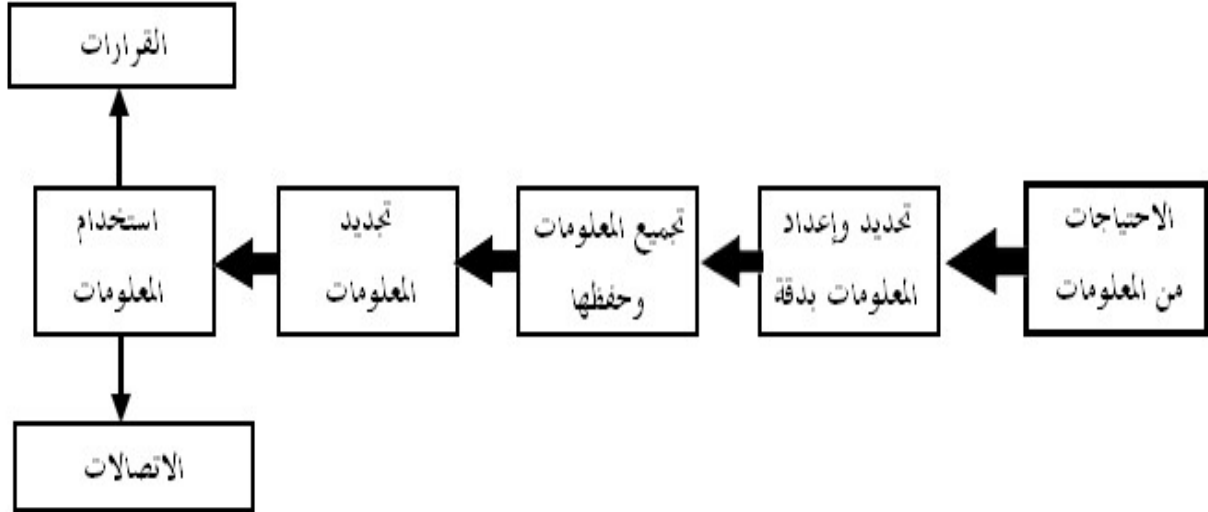 القرارات
الاحتياجات
من المعلومات
تحديد وإعداد
المعلومات بدقة
تجميع المعلومات
وحفظها
تجديد
المعلومات
استخدام
المعلومات
الاتصالات